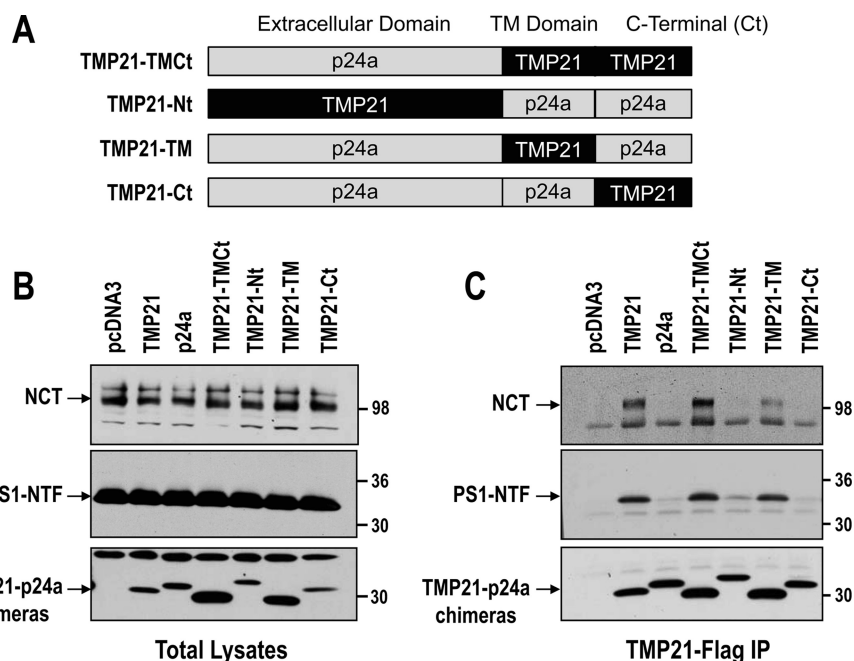 A
Extracellular Domain TM Domain C-Terminal (Ct)
TMP21-TMCt p24a TMP21 TMP21
TMP21-Nt TMP21 p24a p24a
TMP21-TM p24a TMP21 p24a
TMP21-Ct p24a p24a TMP21
B
pcDNA3 TMP21 p24a TMP21-TMCt TMP21-Nt TMP21-TM TMP21-Ct
NCT 98
S1-NTF 36
30
21-p24a
meras 30
Total Lysates
C
pcDNA3 TMP21 p24a TMP21-TMCt TMP21-Nt TMP21-TM TMP21-Ct
NCT 98
PS1-NTF 36
30
TMP21-p24a
chimeras 30
TMP21-Flag IP